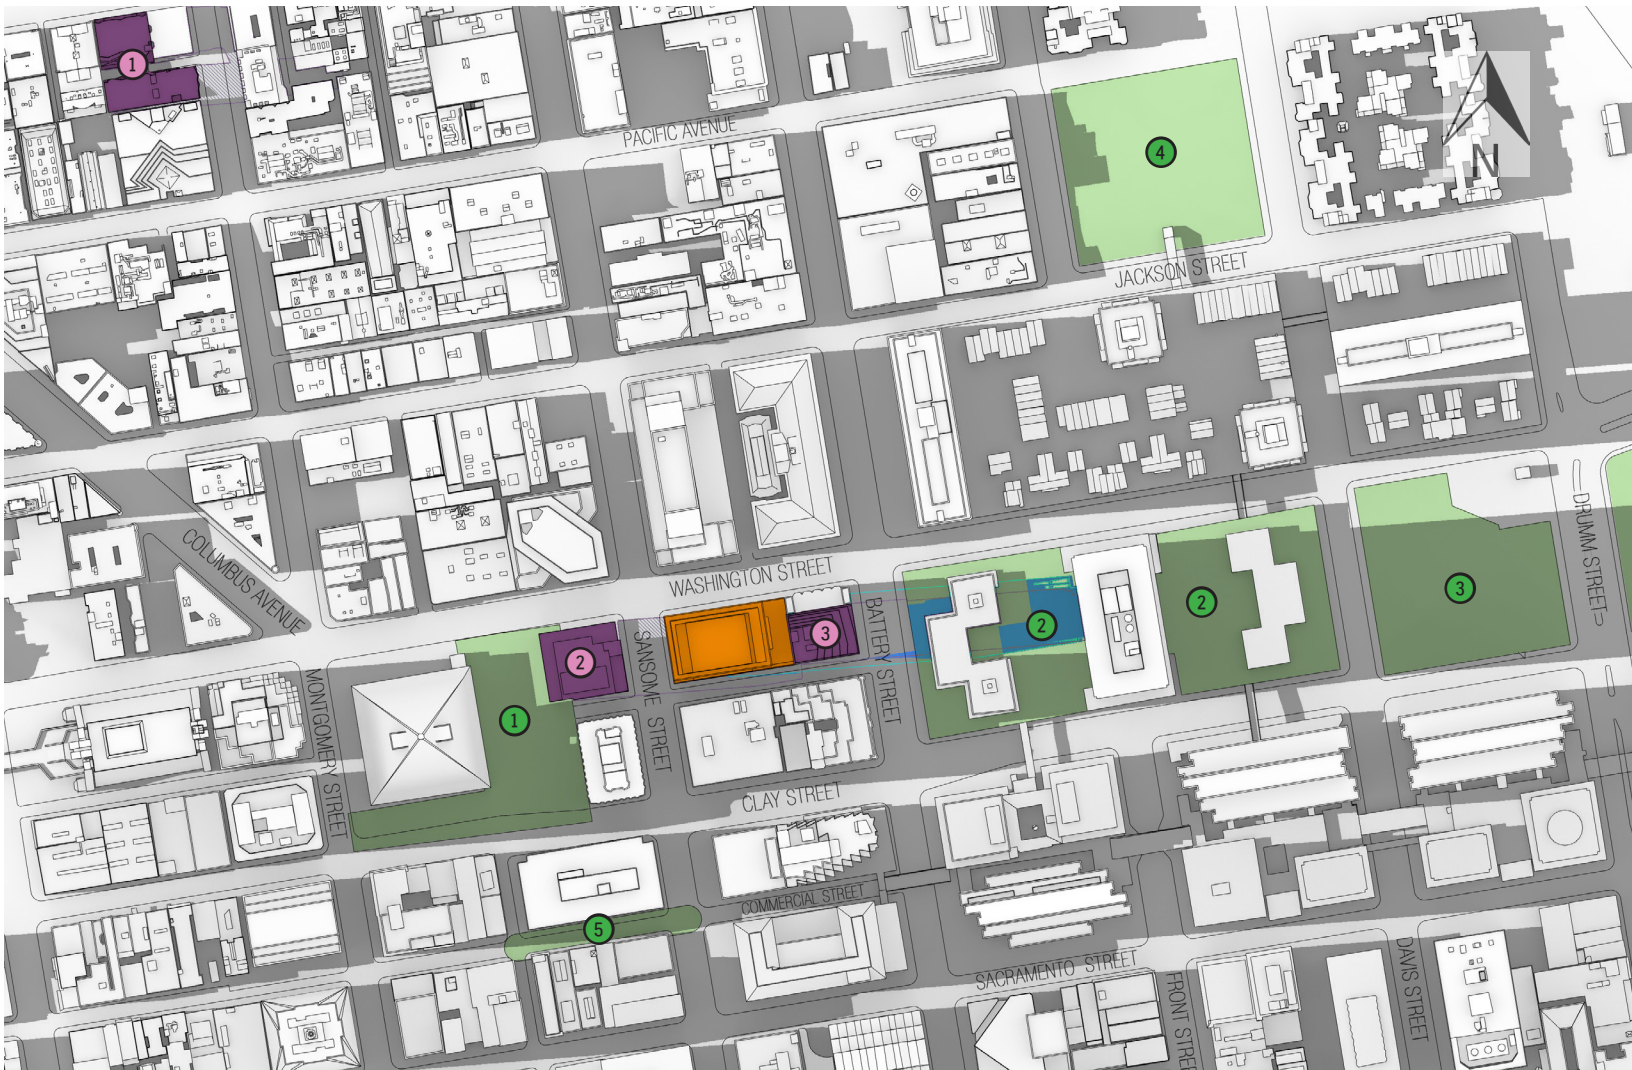 1
PACIFIC AVENUE
4
N
JACKSON STREET
COLUMBUS AVENUE
WASHINGTON STREET
DRUMM STREET
2
3
2
3
2
BATTERY STREET
SANSOME STREET
MONTGOMERY STREET
1
CLAY STREET
COMMERCIAL STREET
5
SACRAMENTO STREET
FRONT STREE
DAVIS STREET